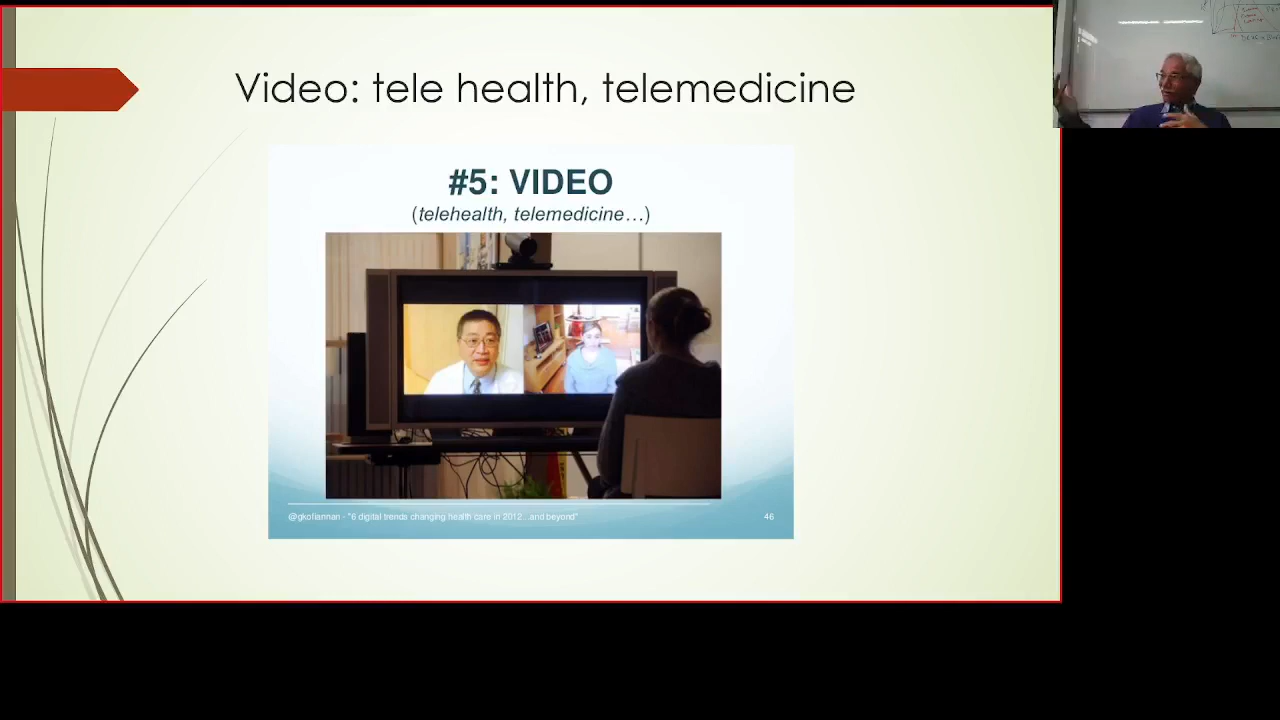 Video: tele health, telemedicine
#5: VIDEO
(telehealth, telemedicine…)
@gkofiannan - "6 digital trends changing health care in 2012...and beyond"
46